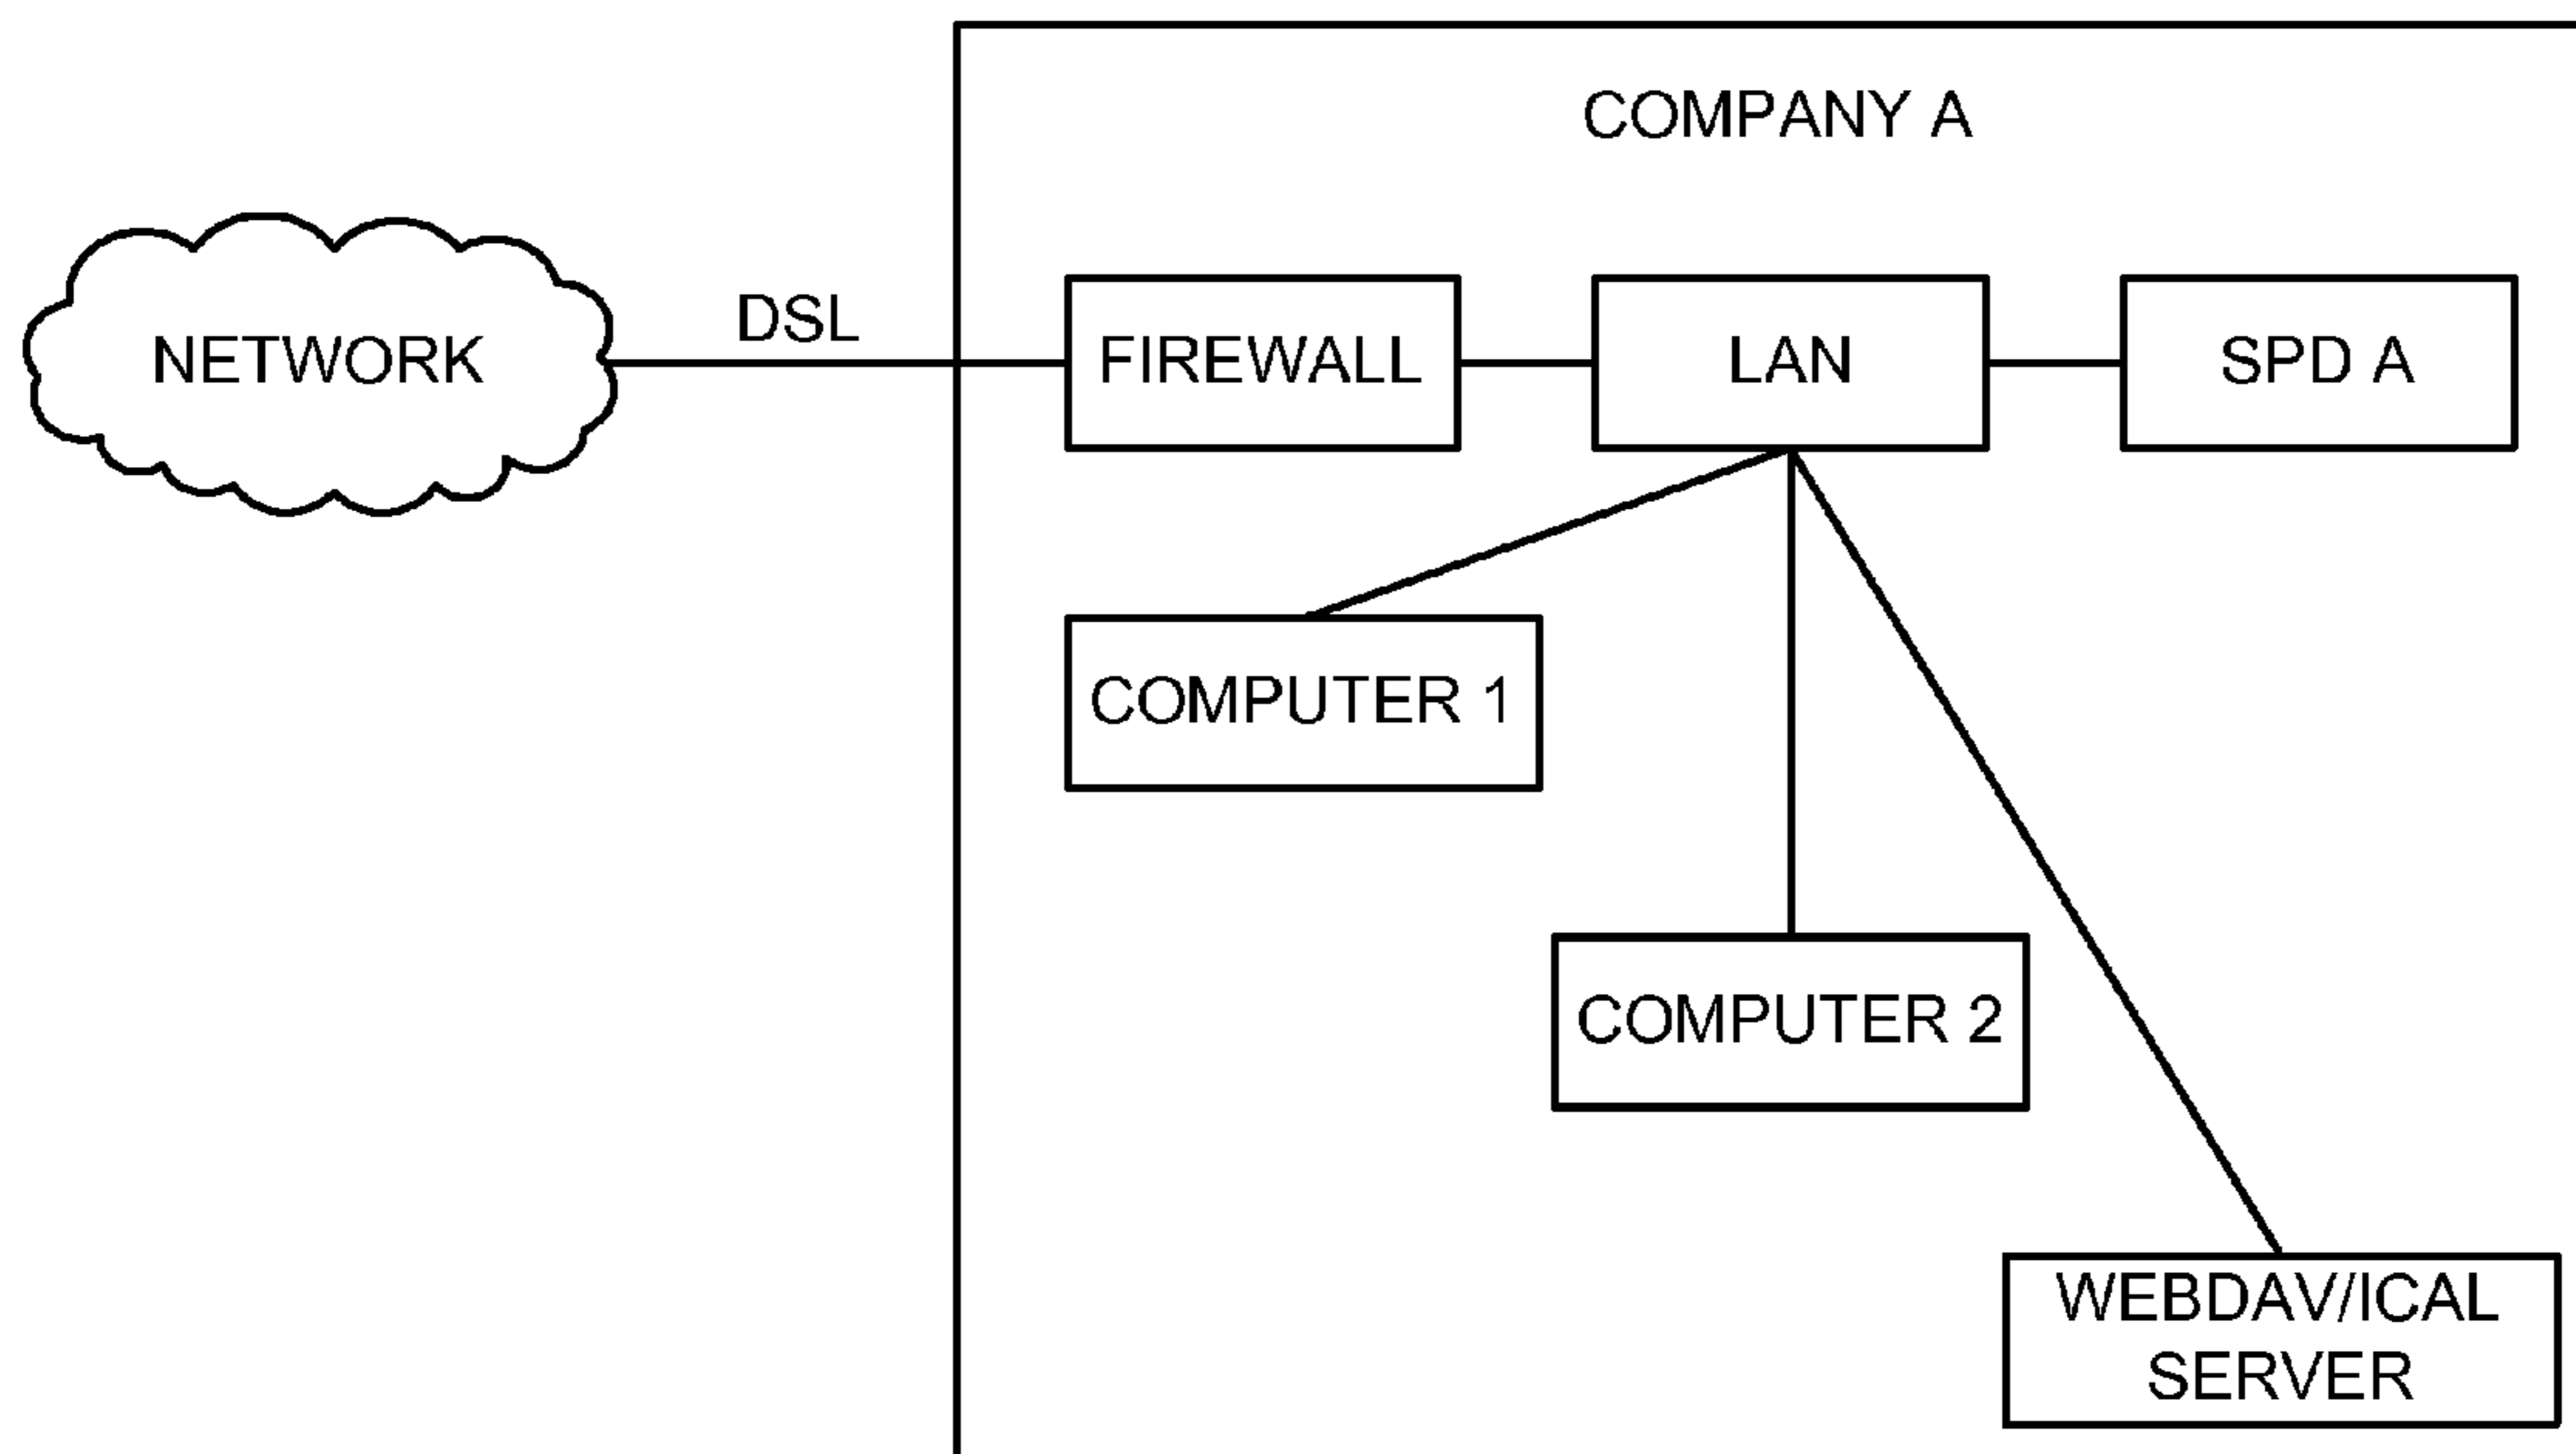 COMPANY A
DSL
NETWORK
FIREWALL
LAN
SPD A
COMPUTER 1
COMPUTER 2
WEBDAV/ICAL
SERVER